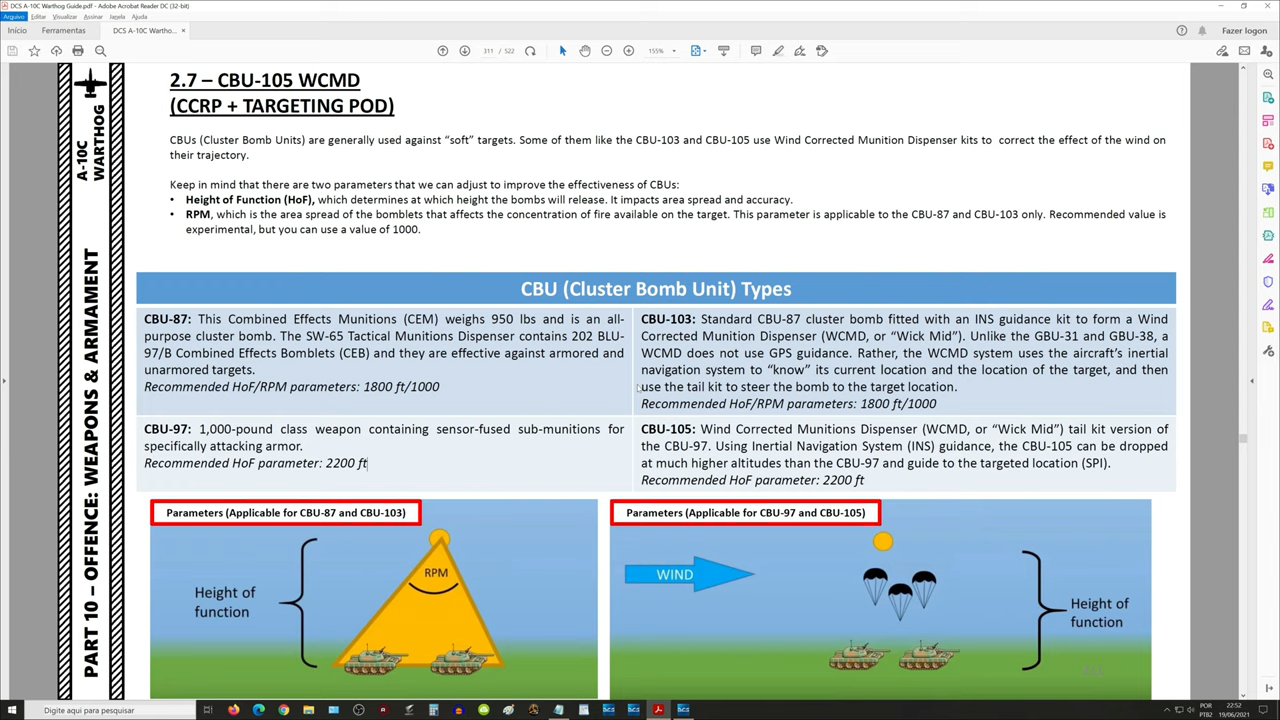 DCS A-10C Warthog Guide.pdf - Adobe Acrobat Reader DC (32-bit)
Arquivo Editar Visualizar Assinar Janela Ajuda
Início Ferramentas DCS A-10C Wartho... × Fazer logon
311 / 522 155%
A-10C
WARTHOG
PART 10 – OFFENCE: WEAPONS & ARMAMENT
2.7 – CBU-105 WCMD
(CCRP + TARGETING POD)
CBUs (Cluster Bomb Units) are generally used against “soft” targets. Some of them like the CBU-103 and CBU-105 use Wind Corrected Munition Dispenser kits to correct the effect of the wind on
their trajectory.
Keep in mind that there are two parameters that we can adjust to improve the effectiveness of CBUs:
• Height of Function (HoF), which determines at which height the bombs will release. It impacts area spread and accuracy.
• RPM, which is the area spread of the bomblets that affects the concentration of fire available on the target. This parameter is applicable to the CBU-87 and CBU-103 only. Recommended value is
experimental, but you can use a value of 1000.
CBU (Cluster Bomb Unit) Types
CBU-87: This Combined Effects Munitions (CEM) weighs 950 lbs and is an all-
purpose cluster bomb. The SW-65 Tactical Munitions Dispenser contains 202 BLU-
97/B Combined Effects Bomblets (CEB) and they are effective against armored and
unarmored targets.
Recommended HoF/RPM parameters: 1800 ft/1000
CBU-103: Standard CBU-87 cluster bomb fitted with an INS guidance kit to form a Wind
Corrected Munition Dispenser (WCMD, or “Wick Mid”). Unlike the GBU-31 and GBU-38, a
WCMD does not use GPS guidance. Rather, the WCMD system uses the aircraft’s inertial
navigation system to “know” its current location and the location of the target, and then
use the tail kit to steer the bomb to the target location.
Recommended HoF/RPM parameters: 1800 ft/1000
CBU-97: 1,000-pound class weapon containing sensor-fused sub-munitions for
specifically attacking armor.
Recommended HoF parameter: 2200 ft
CBU-105: Wind Corrected Munitions Dispenser (WCMD, or “Wick Mid”) tail kit version of
the CBU-97. Using Inertial Navigation System (INS) guidance, the CBU-105 can be dropped
at much higher altitudes than the CBU-97 and guide to the targeted location (SPI).
Recommended HoF parameter: 2200 ft
Parameters (Applicable for CBU-87 and CBU-103)
RPM
Height of
function
Parameters (Applicable for CBU-97 and CBU-105)
WIND
Height of
function
Digite aqui para pesquisar
POR
PTB2
22:52
19/06/2021